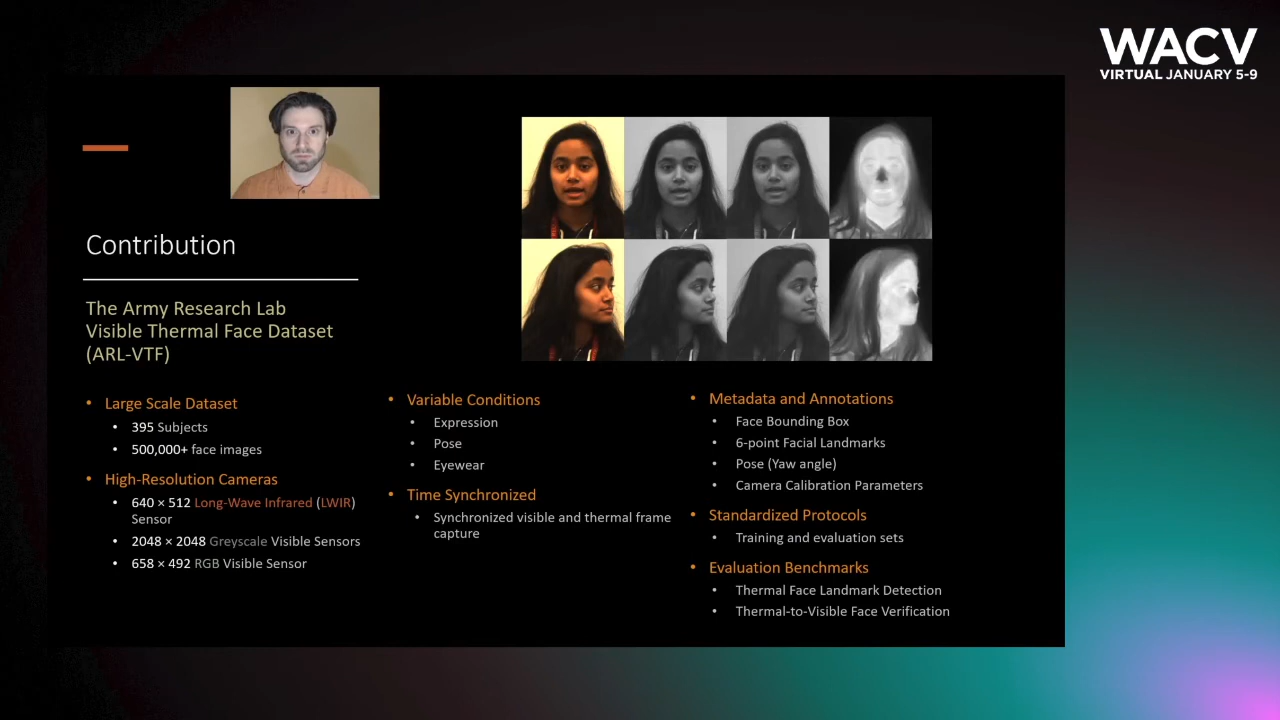 WACV
VIRTUAL JANUARY 5-9
Contribution
The Army Research Lab
Visible Thermal Face Dataset
(ARL-VTF)
• Large Scale Dataset
• 395 Subjects
• 500,000+ face images
• High-Resolution Cameras
• 640 × 512 Long-Wave Infrared (LWIR)
Sensor
• 2048 × 2048 Greyscale Visible Sensors
• 658 × 492 RGB Visible Sensor
• Variable Conditions
• Expression
• Pose
• Eyewear
• Time Synchronized
• Synchronized visible and thermal frame
capture
• Metadata and Annotations
• Face Bounding Box
• 6-point Facial Landmarks
• Pose (Yaw angle)
• Camera Calibration Parameters
• Standardized Protocols
• Training and evaluation sets
• Evaluation Benchmarks
• Thermal Face Landmark Detection
• Thermal-to-Visible Face Verification